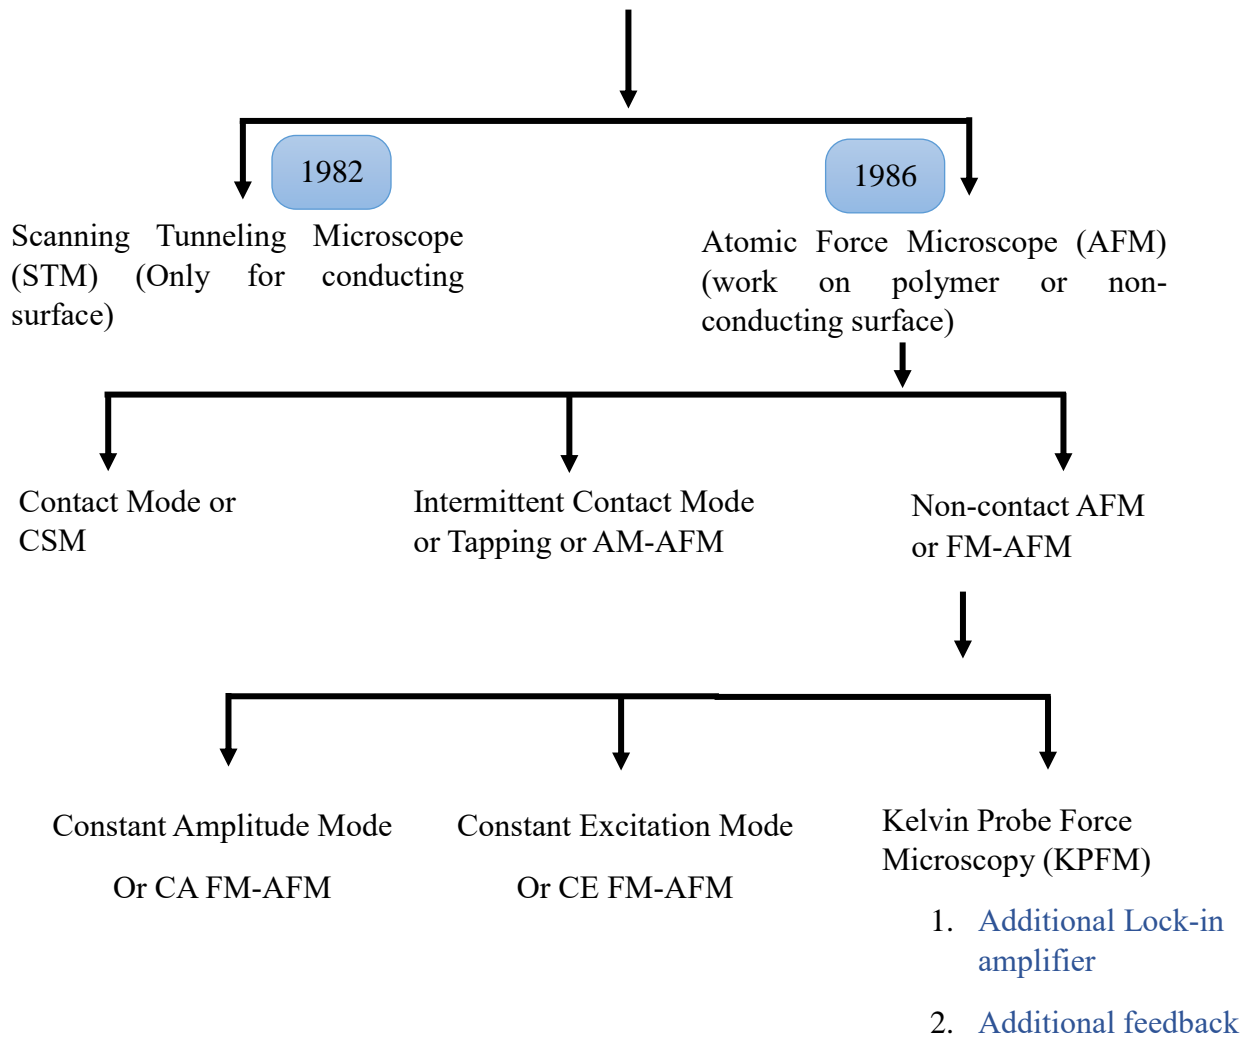 1982
1986
Scanning Tunneling Microscope
(STM) (Only for conducting
surface)
Atomic Force Microscope (AFM)
(work on polymer or non-
conducting surface)
Contact Mode or
CSM
Intermittent Contact Mode
or Tapping or AM-AFM
Non-contact AFM
or FM-AFM
Constant Amplitude Mode
Or CA FM-AFM
Constant Excitation Mode
Or CE FM-AFM
Kelvin Probe Force
Microscopy (KPFM)
1. Additional Lock-in
amplifier
2. Additional feedback